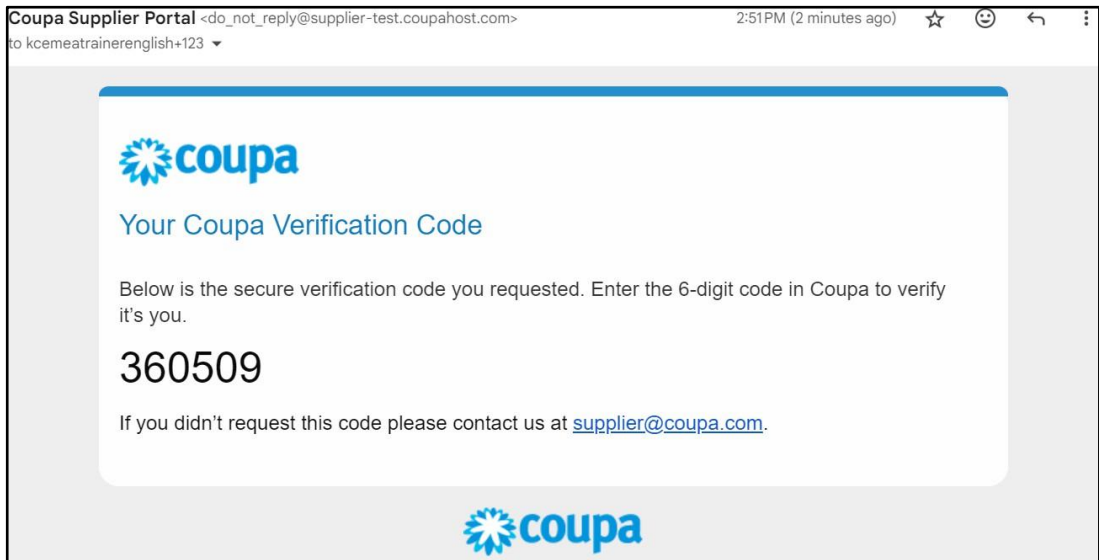 Coupa Supplier Portal <do_not_reply@supplier-test.coupahost.com> 2:51 PM (2 minutes ago)
to kcemeatrainerenglish+123
coupa
Your Coupa Verification Code
Below is the secure verification code you requested. Enter the 6-digit code in Coupa to verify
it's you.
360509
If you didn't request this code please contact us at supplier@coupa.com.
coupa